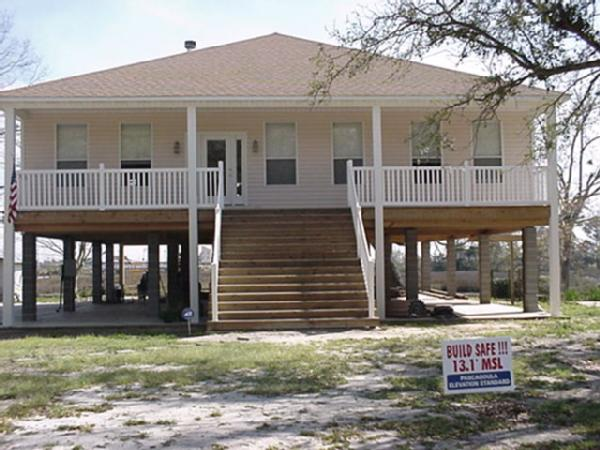 BUILD SAFE !!!
13.1' MSL
PASCAGOULA
ELEVATION STANDARD